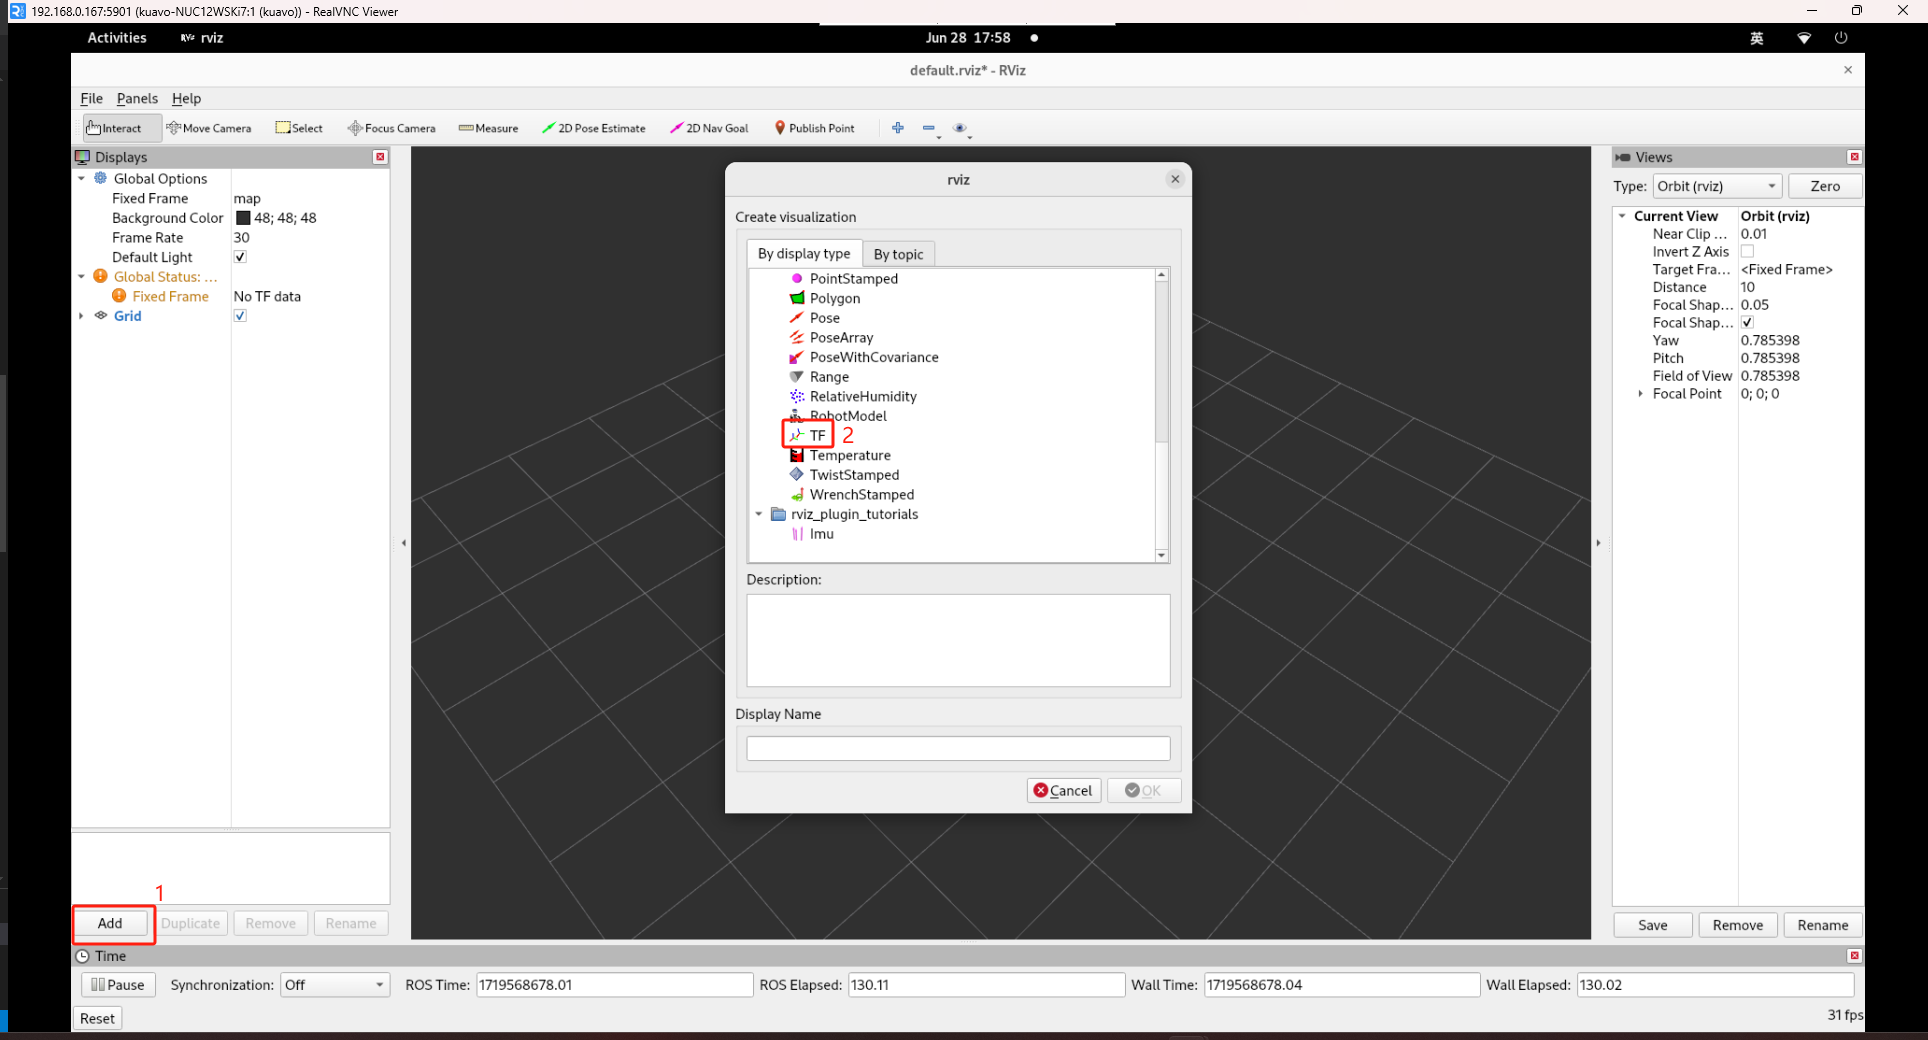 192.168.0.167:5901 (kuavo-NUC12WSKi7:1 (kuavo)) - RealVNC Viewer
Activities rviz Jun 28 17:58 英
default.rviz* - RViz
File Panels Help
Interact Move Camera Select Focus Camera Measure 2D Pose Estimate 2D Nav Goal Publish Point
Displays
Global Options
Fixed Frame map
Background Color 48; 48; 48
Frame Rate 30
Default Light
Global Status: ...
Fixed Frame No TF data
Grid
1
Add Duplicate Remove Rename
rviz
Create visualization
By display type By topic
PointStamped
Polygon
Pose
PoseArray
PoseWithCovariance
Range
RelativeHumidity
RobotModel
TF 2
Temperature
TwistStamped
WrenchStamped
rviz_plugin_tutorials
Imu
Description:
Display Name
Cancel OK
Views
Type: Orbit (rviz) Zero
Current View Orbit (rviz)
Near Clip ... 0.01
Invert Z Axis
Target Fra... <Fixed Frame>
Distance 10
Focal Shap... 0.05
Focal Shap...
Yaw 0.785398
Pitch 0.785398
Field of View 0.785398
Focal Point 0; 0; 0
Save Remove Rename
Time
Pause Synchronization: Off ROS Time: 1719568678.01 ROS Elapsed: 130.11 Wall Time: 1719568678.04 Wall Elapsed: 130.02
Reset 31 fps